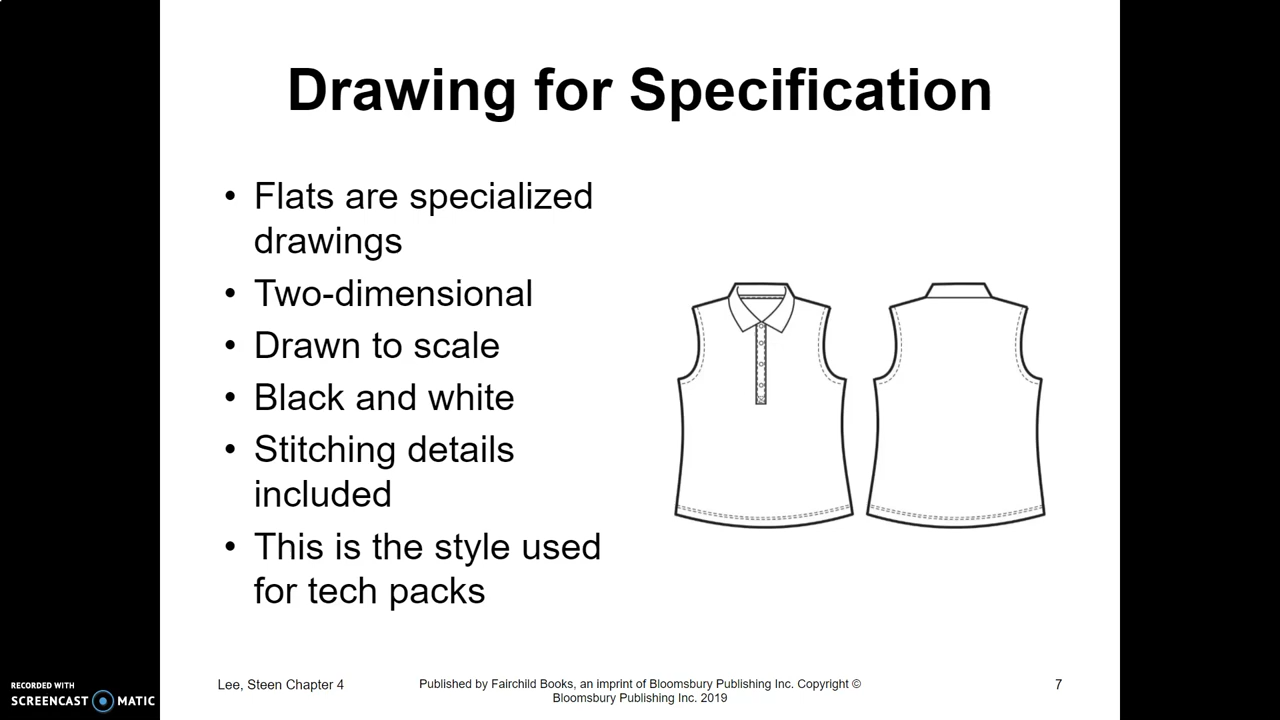 Drawing for Specification
• Flats are specialized
drawings
• Two-dimensional
• Drawn to scale
• Black and white
• Stitching details
included
• This is the style used
for tech packs
RECORDED WITH
SCREENCAST MATIC
Lee, Steen Chapter 4
Published by Fairchild Books, an imprint of Bloomsbury Publishing Inc. Copyright ©
Bloomsbury Publishing Inc. 2019
7